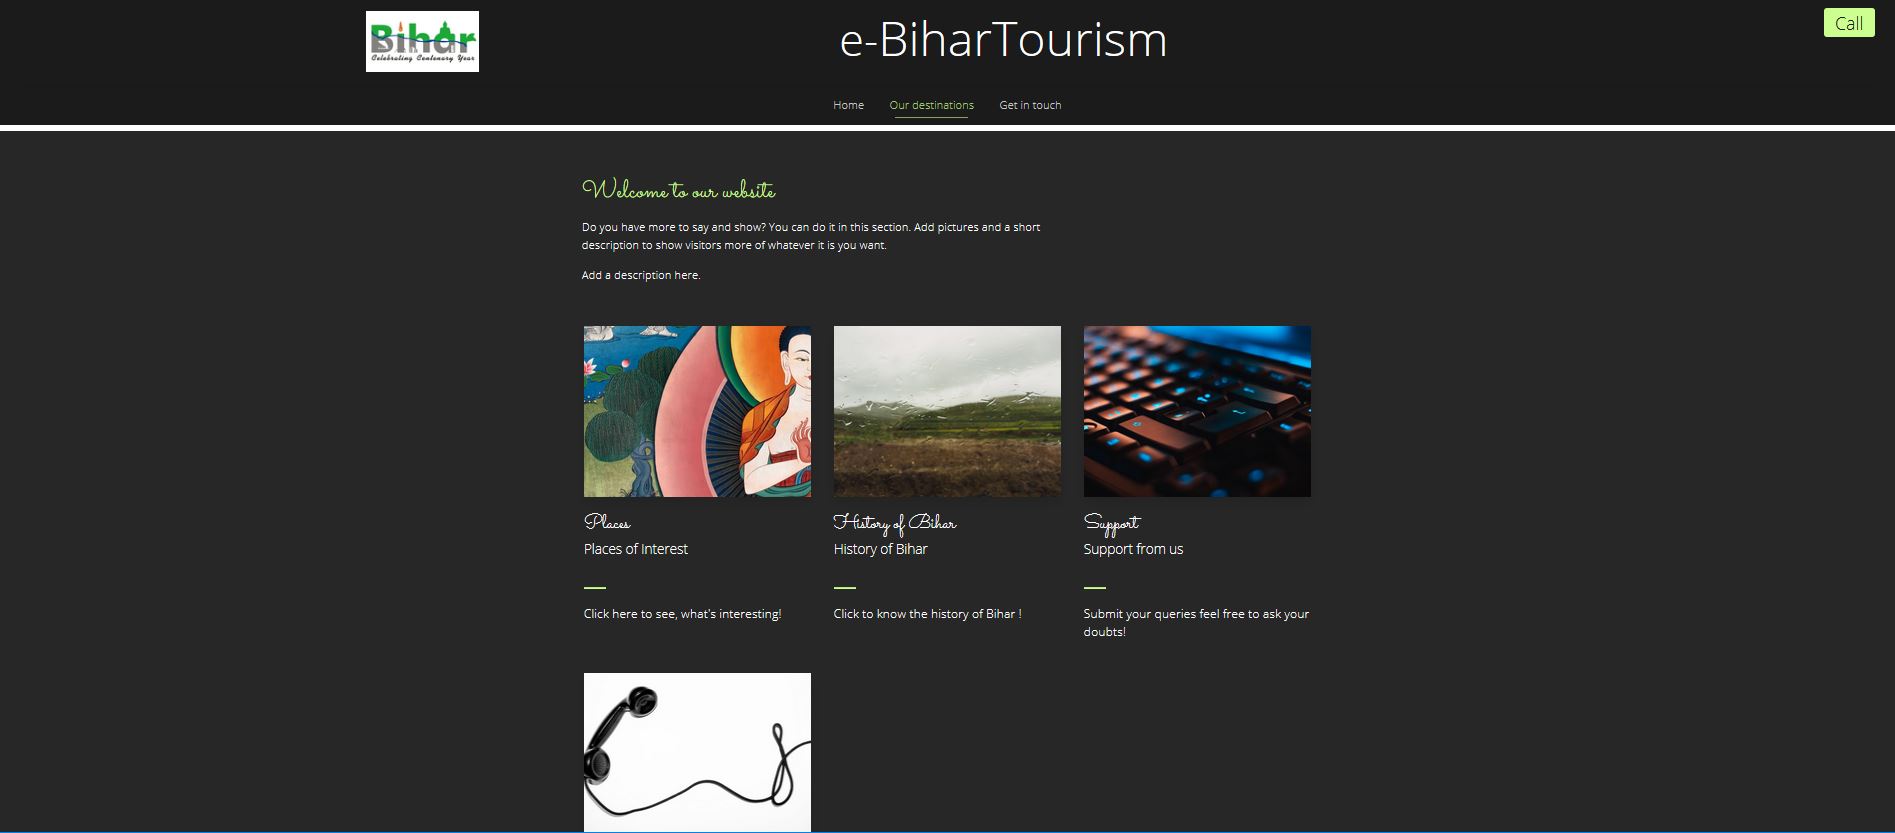 Bihar
Celebrating Centenary Year
e-BiharTourism
Call
Home
Our destinations
Get in touch
Welcome to our website
Do you have more to say and show? You can do it in this section. Add pictures and a short
description to show visitors more of whatever it is you want.
Add a description here.
Places
Places of Interest
Click here to see, what's interesting!
History of Bihar
History of Bihar
Click to know the history of Bihar !
Support
Support from us
Submit your queries feel free to ask your
doubts!